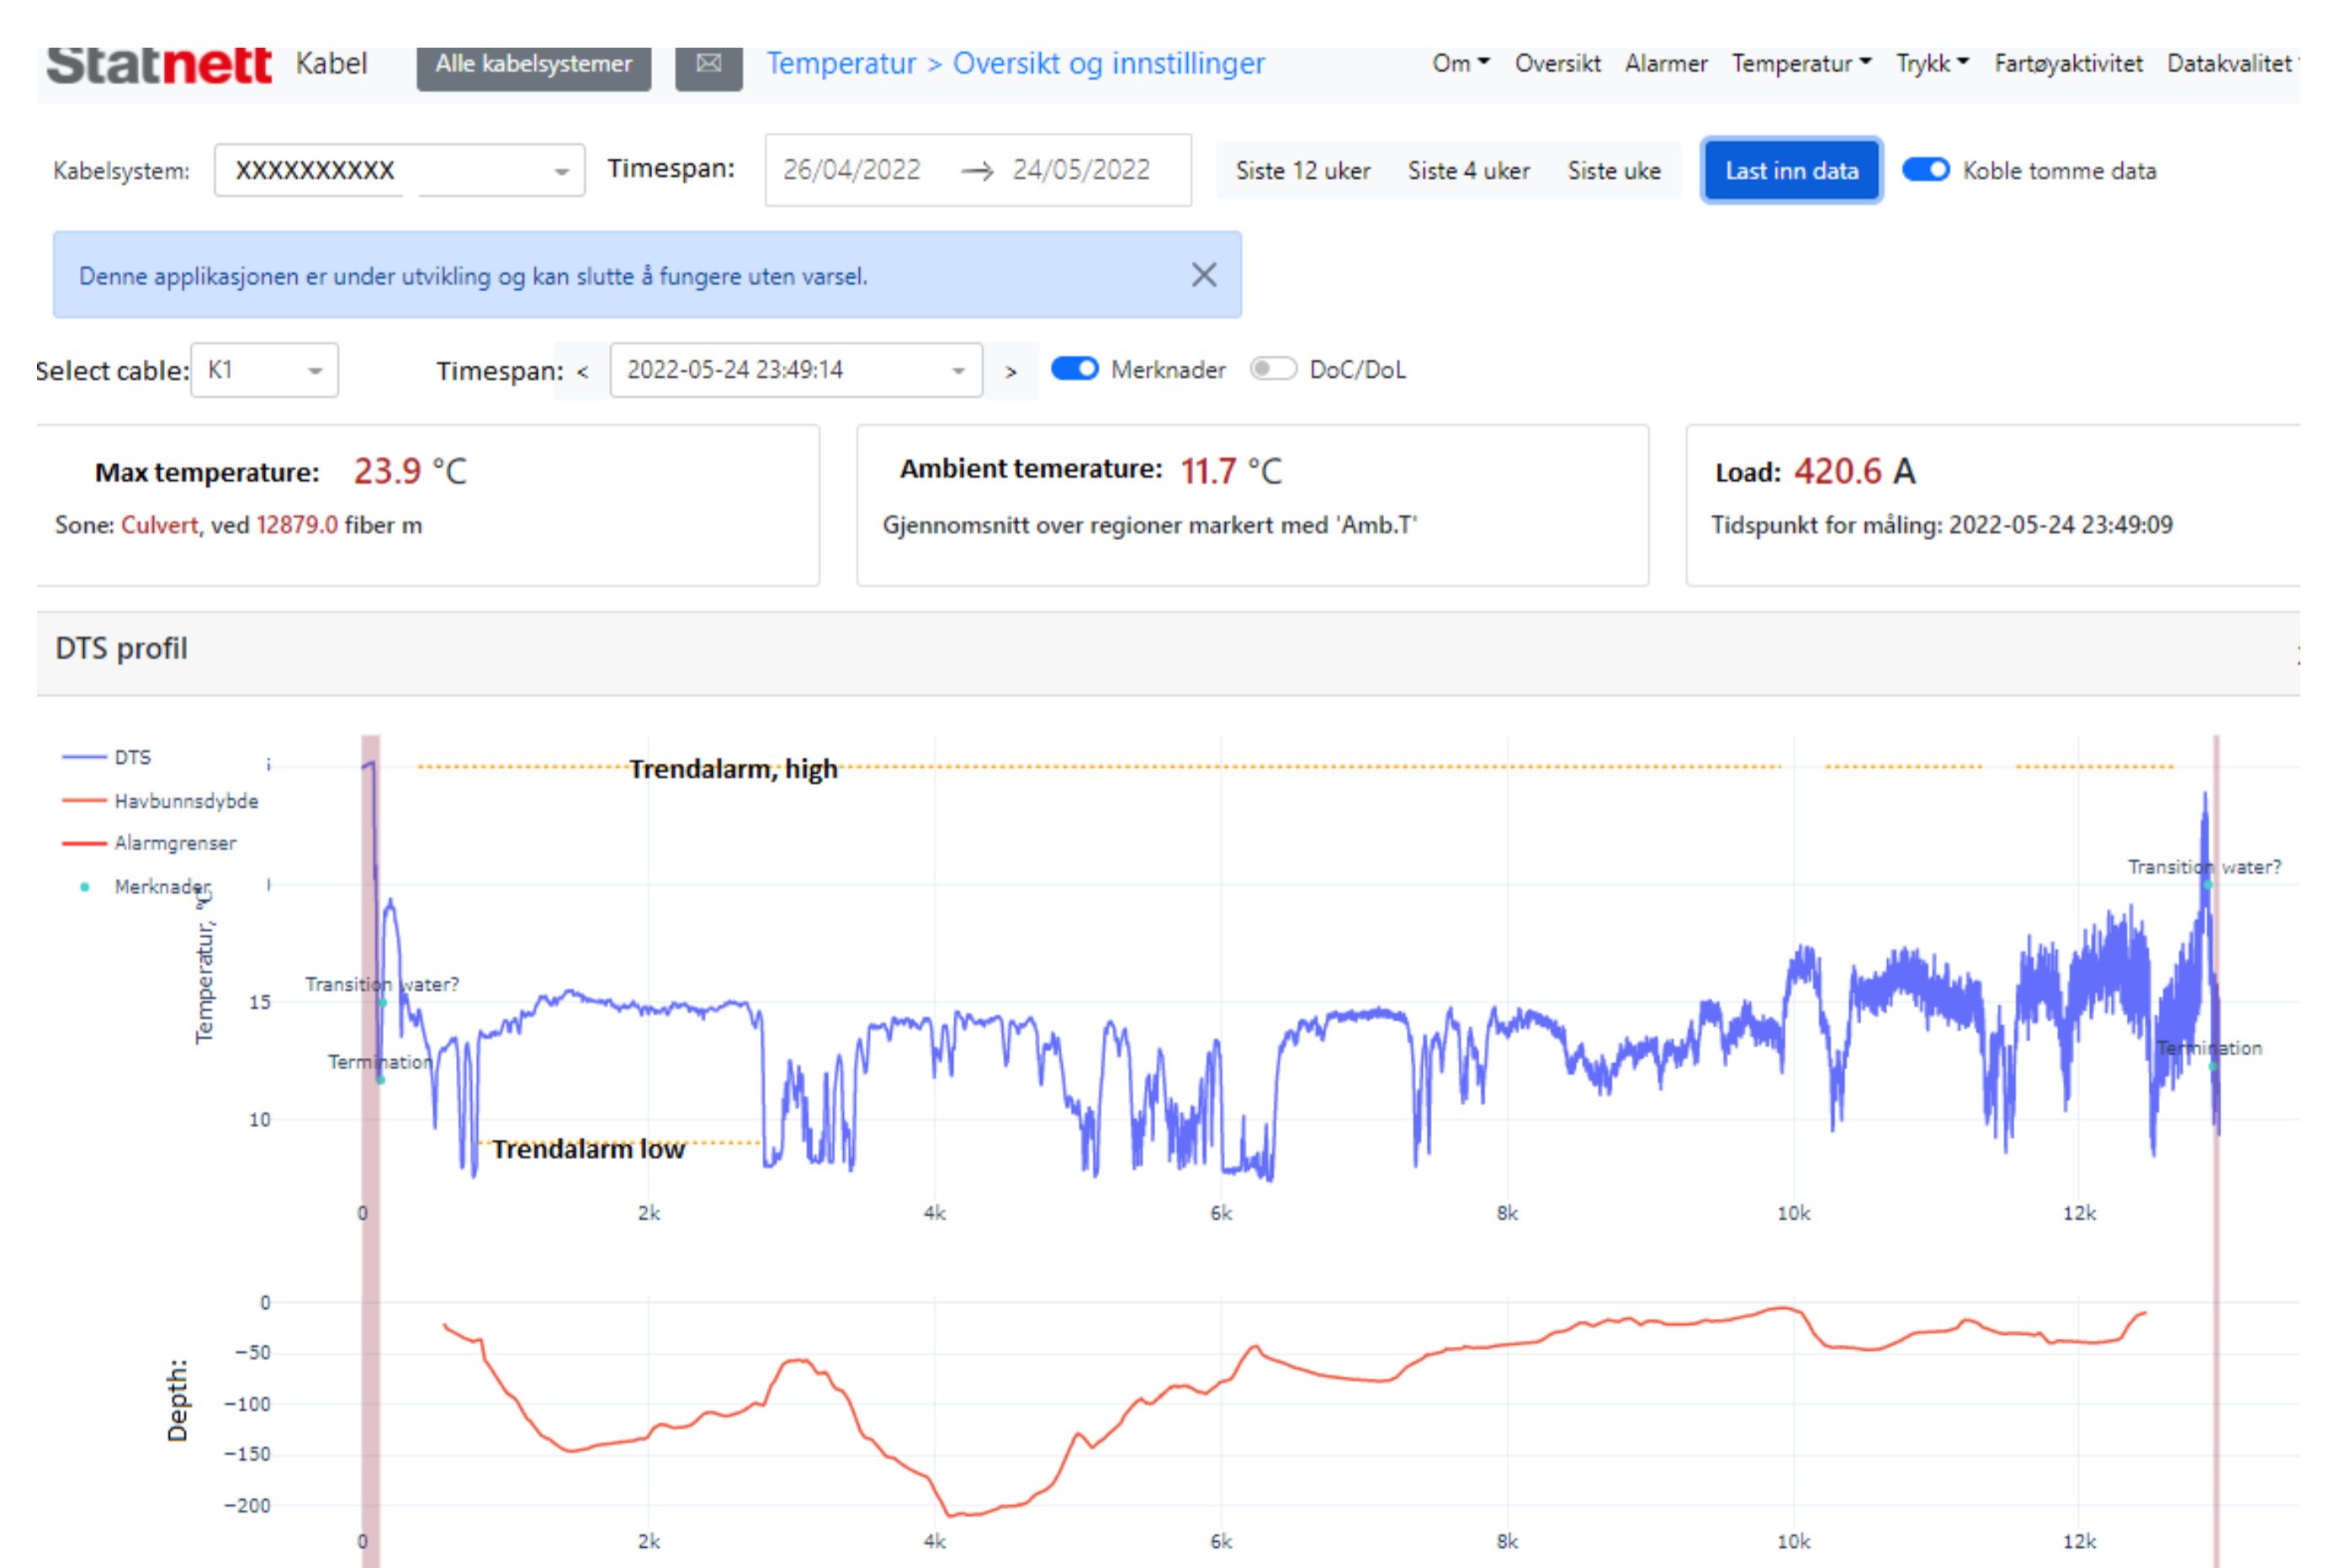 Statnett Kabel Alle kabelsystemer Temperatur > Oversikt og innstillinger Om Oversikt Alarmer Temperatur Trykk Fartøyaktivitet Datakvalitet
Kabelsystem: XXXXXXXXXX Timespan: 26/04/2022 → 24/05/2022 Siste 12 uker Siste 4 uker Siste uke Last inn data Koble tomme data
Denne applikasjonen er under utvikling og kan slutte å fungere uten varsel.
Select cable: K1 Timespan: < 2022-05-24 23:49:14 > Merknader DoC/DoL
Max temperature: 23.9 °C
Sone: Culvert, ved 12879.0 fiber m
Ambient temerature: 11.7 °C
Gjennomsnitt over regioner markert med 'Amb.T'
Load: 420.6 A
Tidspunkt for måling: 2022-05-24 23:49:09
DTS profil
DTS
Havbunnsdybde
Alarmgrenser
Merknader
Temperatur, °C
Trendalarm, high
Transition water?
Transition water?
15
Termination
Termination
10
Trendalarm low
0 2k 4k 6k 8k 10k 12k
Depth:
0
−50
−100
−150
−200
0 2k 4k 6k 8k 10k 12k